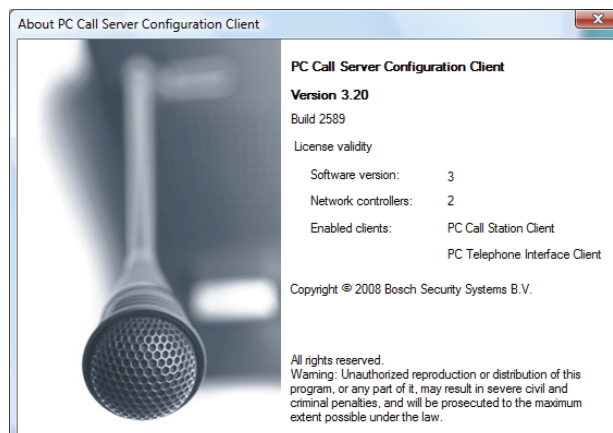 About PC Call Server Configuration Client
PC Call Server Configuration Client
Version 3.20
Build 2589
License validity
Software version: 3
Network controllers: 2
Enabled clients: PC Call Station Client
PC Telephone Interface Client
Copyright © 2008 Bosch Security Systems B.V.
All rights reserved.
Warning: Unauthorized reproduction or distribution of this
program, or any part of it, may result in severe civil and
criminal penalties, and will be prosecuted to the maximum
extent possible under the law.